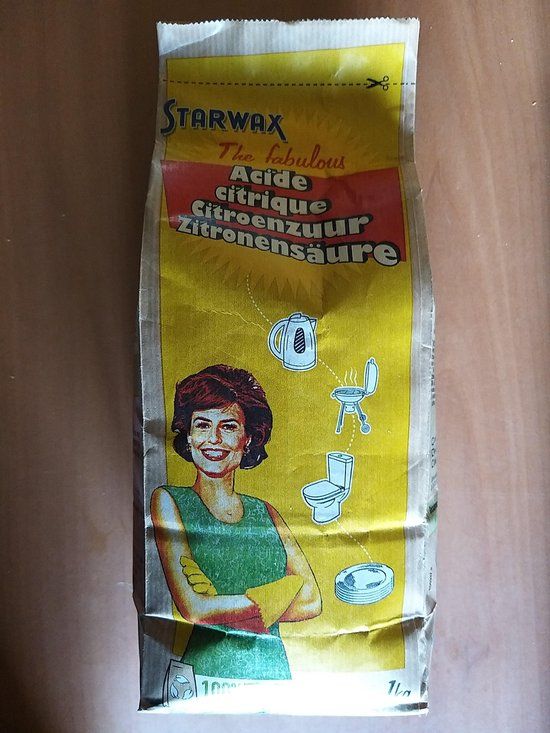 STARWAX
The fabulous
Acide
citrique
Citroenzuur
Zitronensäure
1kg